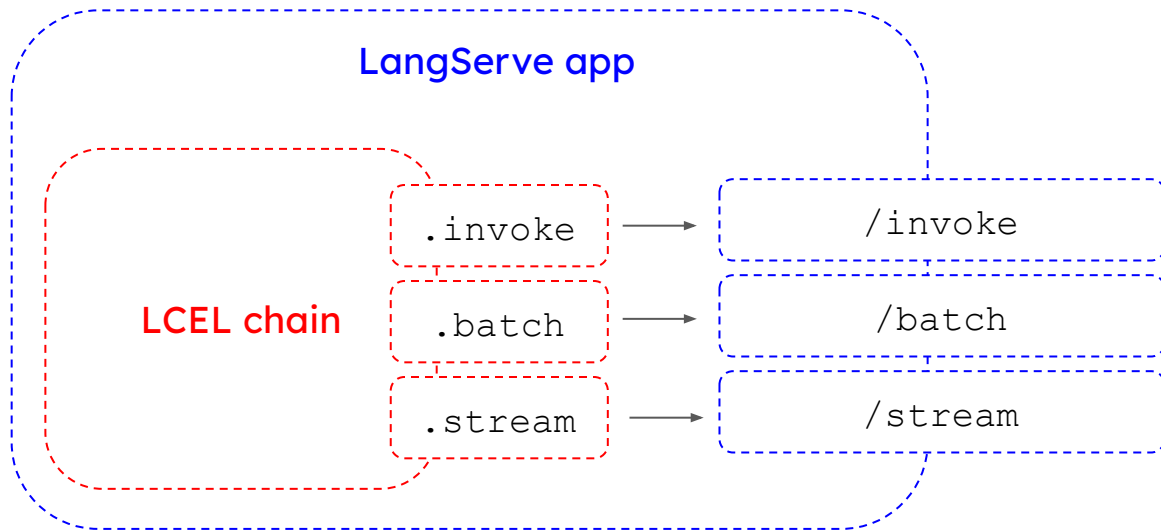 LangServe app
.invoke
/invoke
LCEL chain
.batch
/batch
.stream
/stream